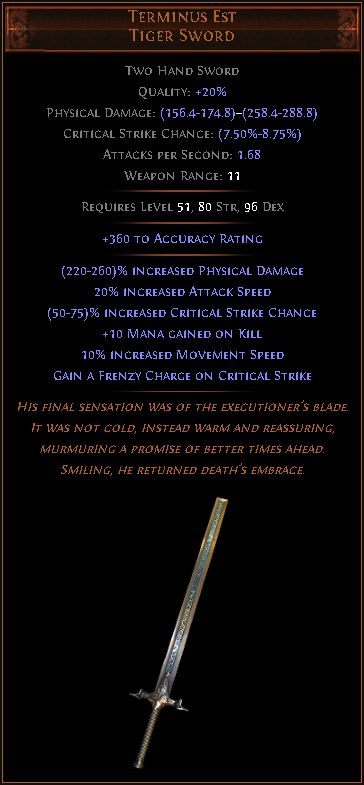 Terminus Est
Tiger Sword
Two Hand Sword
Quality: +20%
Physical Damage: (156.4-174.8)–(258.4-288.8)
Critical Strike Chance: (7.50%-8.75%)
Attacks per Second: 1.68
Weapon Range: 11
Requires Level 51, 80 Str, 96 Dex
+360 to Accuracy Rating
(220-260)% increased Physical Damage
20% increased Attack Speed
(50-75)% increased Critical Strike Chance
+10 Mana gained on Kill
10% increased Movement Speed
Gain a Frenzy Charge on Critical Strike
His final sensation was of the executioner's blade.
It was not cold, instead warm and reassuring,
murmuring a promise of better times ahead.
Smiling, he returned death's embrace.